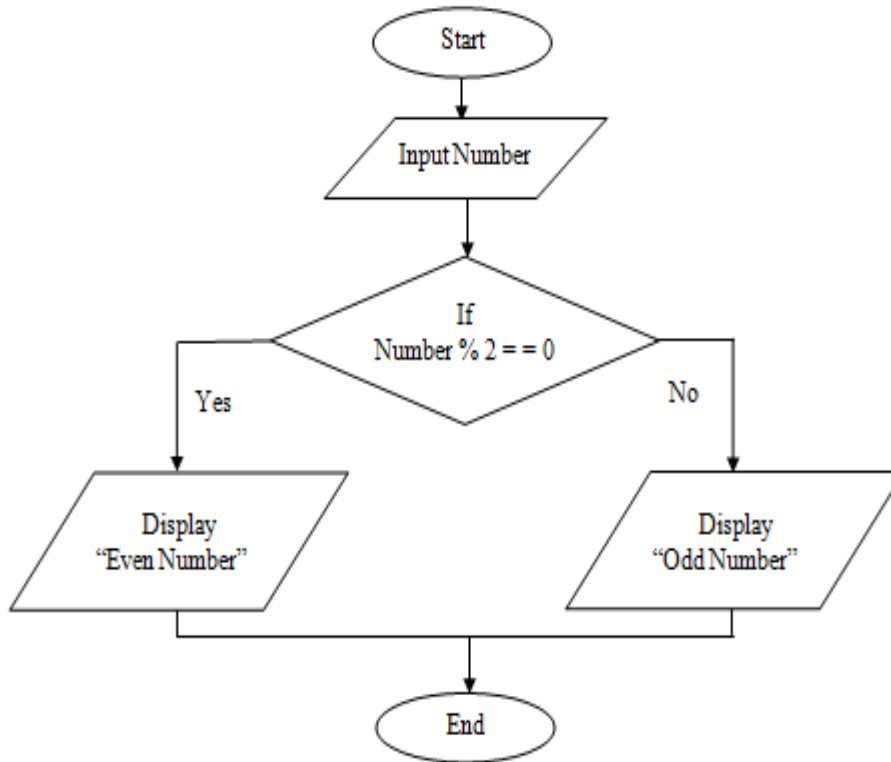 Start
Input Number
If
Number % 2 = = 0
Yes
No
Display
“Even Number”
Display
“Odd Number”
End